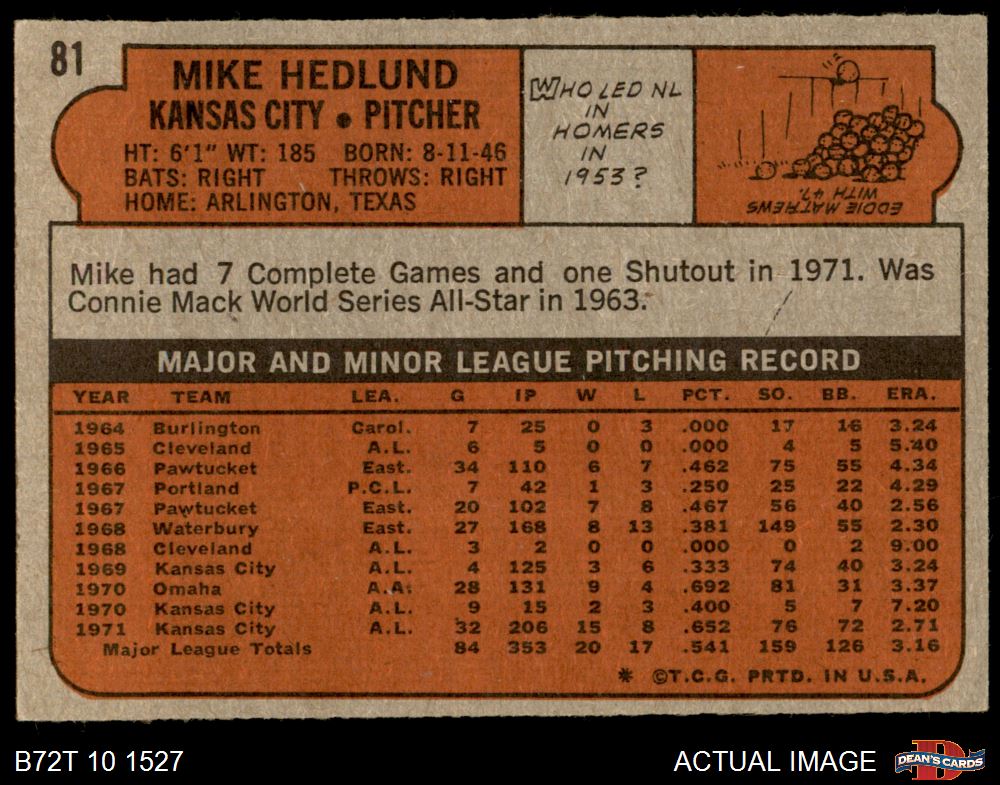 81
MIKE HEDLUND
KANSAS CITY • PITCHER
HT: 6'1" WT: 185 BORN: 8-11-46
BATS: RIGHT THROWS: RIGHT
HOME: ARLINGTON, TEXAS
WHO LED NL
IN
HOMERS
IN
1953?
EDDIE MATHEWS
WITH 47.
Mike had 7 Complete Games and one Shutout in 1971. Was
Connie Mack World Series All-Star in 1963.
MAJOR AND MINOR LEAGUE PITCHING RECORD
YEAR TEAM LEA. G IP W L PCT. SO. BB. ERA.
1964 Burlington Carol. 7 25 0 3 .000 17 16 3.24
1965 Cleveland A.L. 6 5 0 0 .000 4 5 5.40
1966 Pawtucket East. 34 110 6 7 .462 75 55 4.34
1967 Portland P.C.L. 7 42 1 3 .250 25 22 4.29
1967 Pawtucket East. 20 102 7 8 .467 56 40 2.56
1968 Waterbury East. 27 168 8 13 .381 149 55 2.30
1968 Cleveland A.L. 3 2 0 0 .000 0 2 9.00
1969 Kansas City A.L. 4 125 3 6 .333 74 40 3.24
1970 Omaha A.A. 28 131 9 4 .692 81 31 3.37
1970 Kansas City A.L. 9 15 2 3 .400 5 7 7.20
1971 Kansas City A.L. 32 206 15 8 .652 76 72 2.71
Major League Totals 84 353 20 17 .541 159 126 3.16
* ©T.C.G. PRTD. IN U.S.A.
B72T 10 1527
ACTUAL IMAGE
DEAN'S CARDS